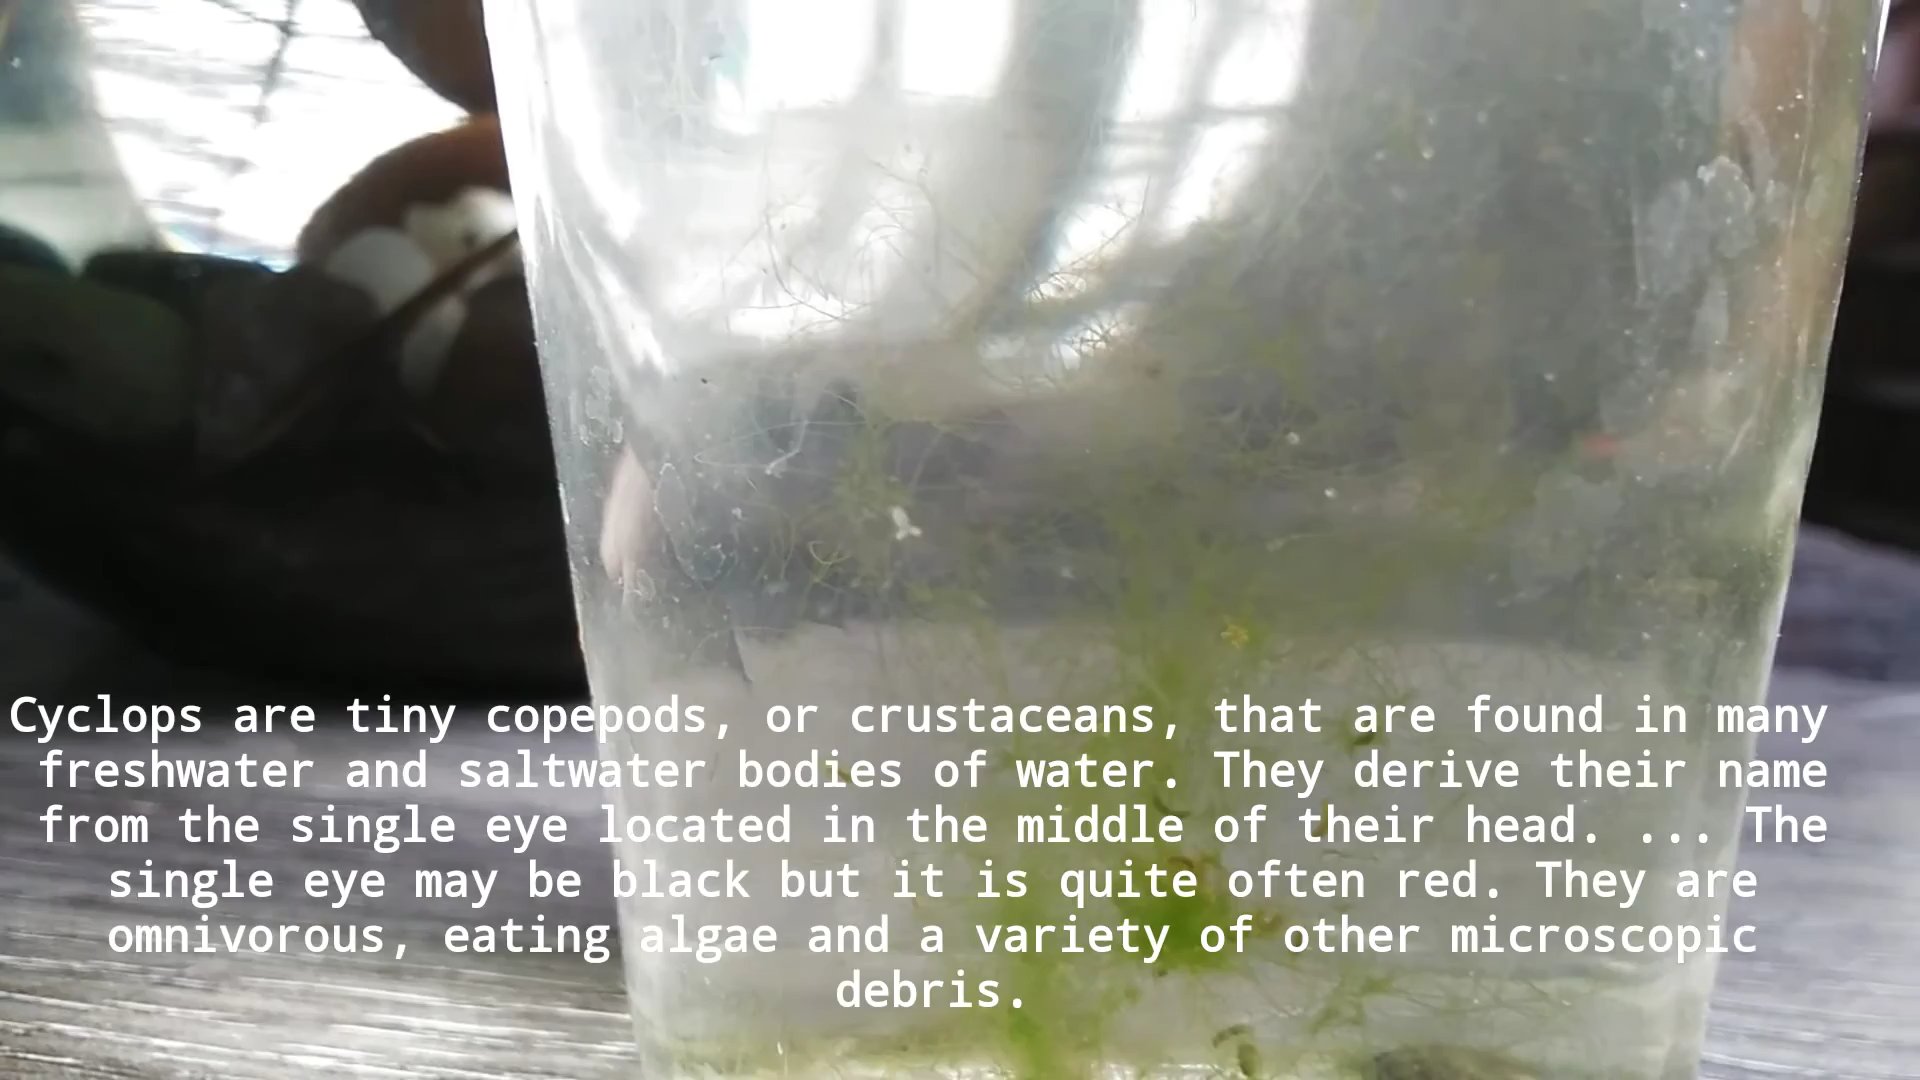 Cyclops are tiny copepods, or crustaceans, that are found in many
freshwater and saltwater bodies of water. They derive their name
from the single eye located in the middle of their head. ... The
single eye may be black but it is quite often red. They are
omnivorous, eating algae and a variety of other microscopic
debris.